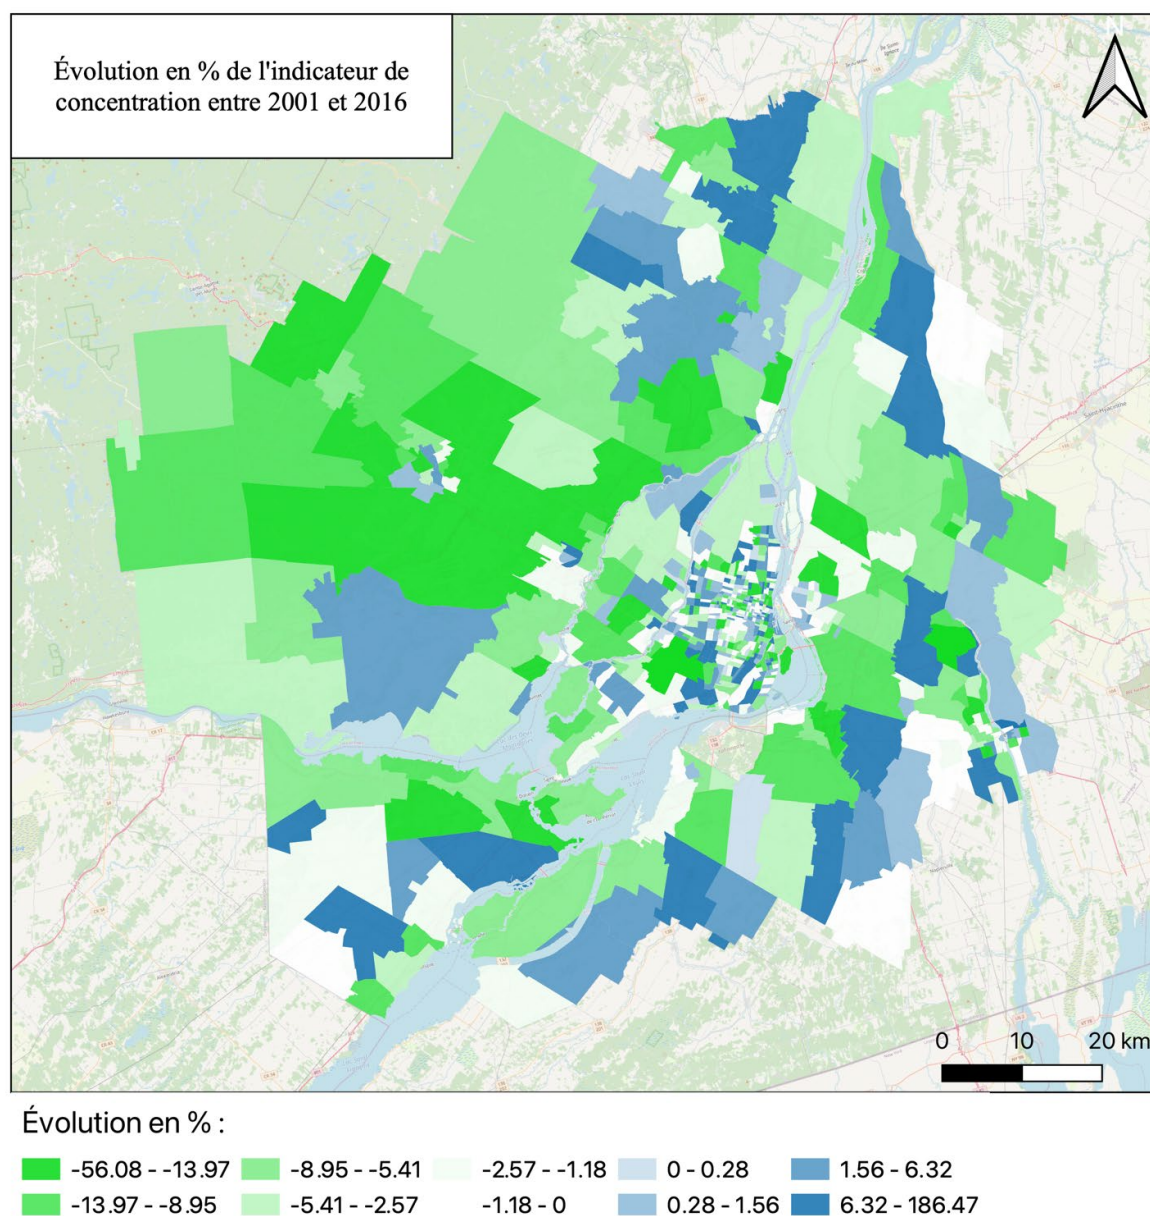 Évolution en % de l'indicateur de
concentration entre 2001 et 2016
N
Saint-Hyacinthe
0 10 20 km
Évolution en % :
-56.08 - -13.97 -8.95 - -5.41 -2.57 - -1.18 0 - 0.28 1.56 - 6.32
-13.97 - -8.95 -5.41 - -2.57 -1.18 - 0 0.28 - 1.56 6.32 - 186.47